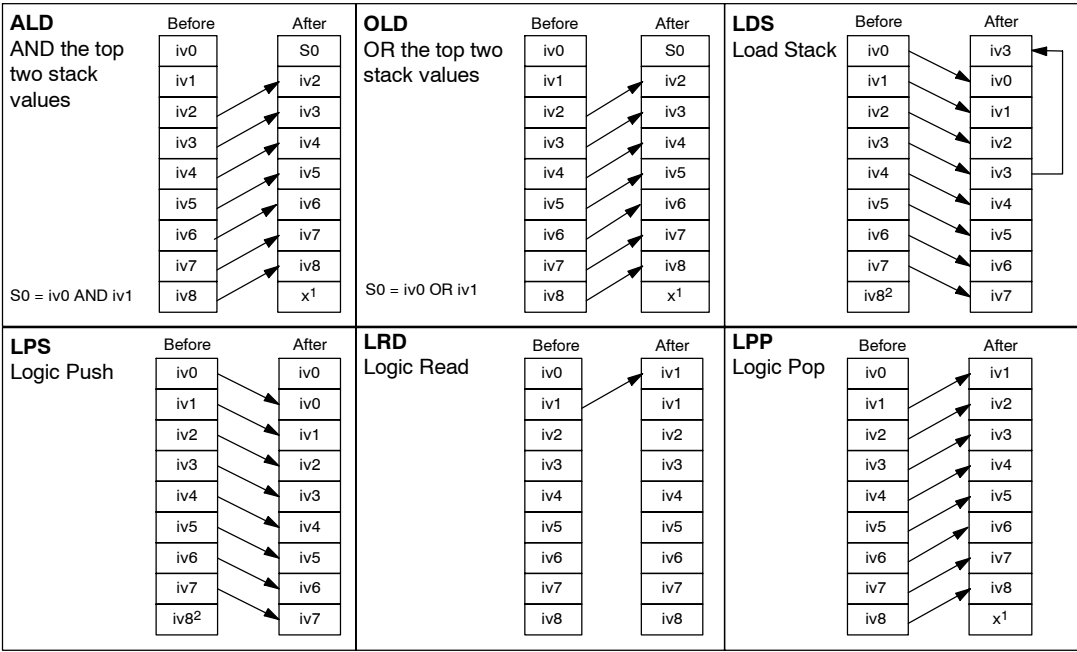 ALD
AND the top
two stack
values
Before After
iv0 S0
iv1 iv2
iv2 iv3
iv3 iv4
iv4 iv5
iv5 iv6
iv6 iv7
iv7 iv8
iv8 x1
S0 = iv0 AND iv1
OLD
OR the top two
stack values
Before After
iv0 S0
iv1 iv2
iv2 iv3
iv3 iv4
iv4 iv5
iv5 iv6
iv6 iv7
iv7 iv8
iv8 x1
S0 = iv0 OR iv1
LDS
Load Stack
Before After
iv0 iv3
iv1 iv0
iv2 iv1
iv3 iv2
iv4 iv3
iv5 iv4
iv6 iv5
iv7 iv6
iv82 iv7
LPS
Logic Push
Before After
iv0 iv0
iv1 iv0
iv2 iv1
iv3 iv2
iv4 iv3
iv5 iv4
iv6 iv5
iv7 iv6
iv82 iv7
LRD
Logic Read
Before After
iv0 iv1
iv1 iv1
iv2 iv2
iv3 iv3
iv4 iv4
iv5 iv5
iv6 iv6
iv7 iv7
iv8 iv8
LPP
Logic Pop
Before After
iv0 iv1
iv1 iv2
iv2 iv3
iv3 iv4
iv4 iv5
iv5 iv6
iv6 iv7
iv7 iv8
iv8 x1